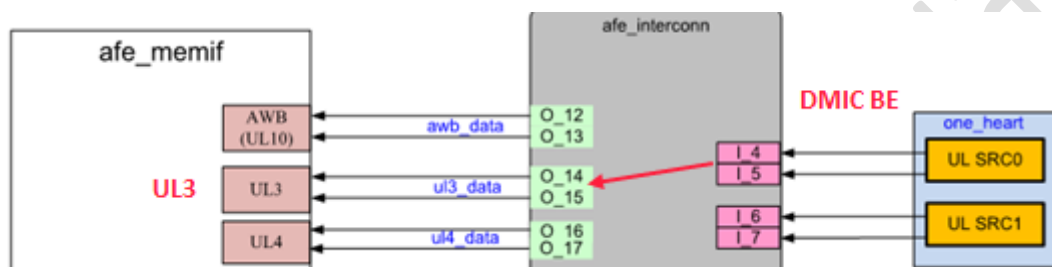 afe_memif
afe_interconn
AWB
(UL10)
awb_data
O_12
O_13
DMIC BE
one_heart
UL3
UL3
ul3_data
O_14
O_15
I_4
I_5
UL SRC0
UL4
ul4_data
O_16
O_17
I_6
I_7
UL SRC1